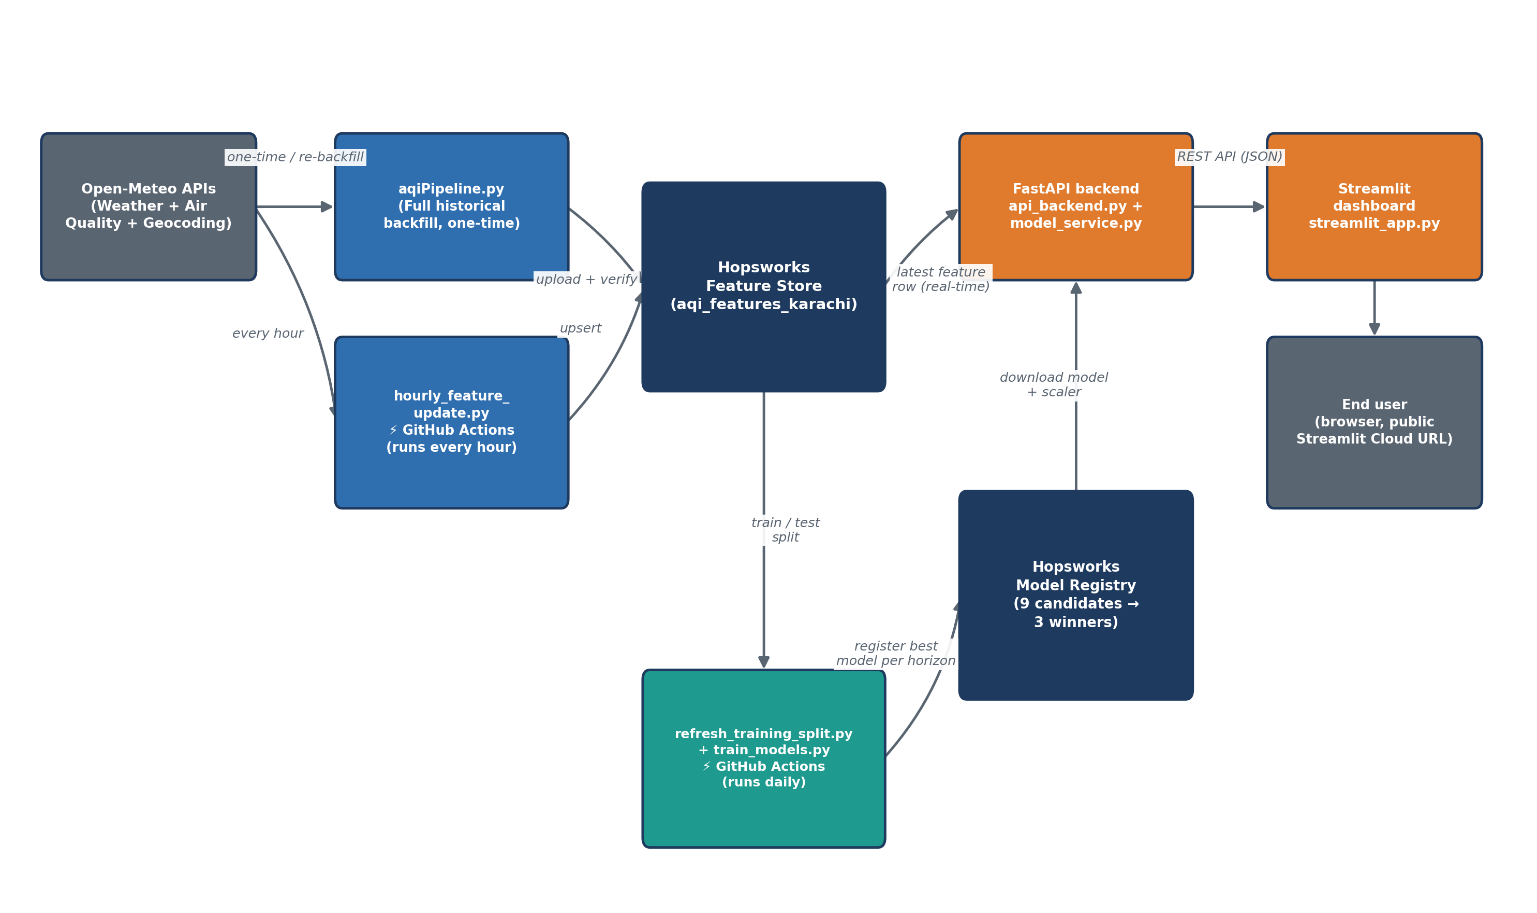 Open-Meteo APIs
(Weather + Air
Quality + Geocoding)
one-time / re-backfill
aqiPipeline.py
(Full historical
backfill, one-time)
every hour
hourly_feature_
update.py
⚡ GitHub Actions
(runs every hour)
upload + verify
upsert
Hopsworks
Feature Store
(aqi_features_karachi)
latest feature
row (real-time)
FastAPI backend
api_backend.py +
model_service.py
REST API (JSON)
Streamlit
dashboard
streamlit_app.py
End user
(browser, public
Streamlit Cloud URL)
download model
+ scaler
Hopsworks
Model Registry
(9 candidates →
3 winners)
train / test
split
register best
model per horizon
refresh_training_split.py
+ train_models.py
⚡ GitHub Actions
(runs daily)